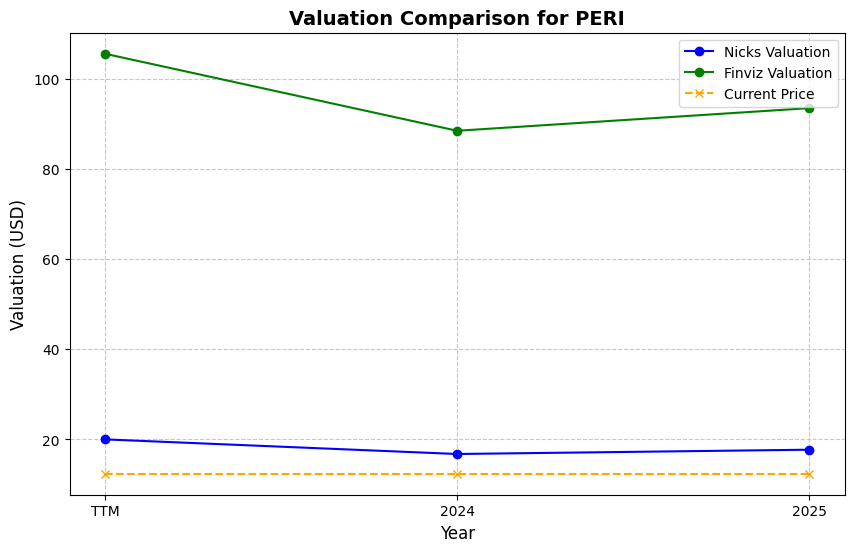 Valuation Comparison for PERI
Nicks Valuation
Finviz Valuation
Current Price
100
80
60
40
20
Valuation (USD)
TTM
2024
2025
Year